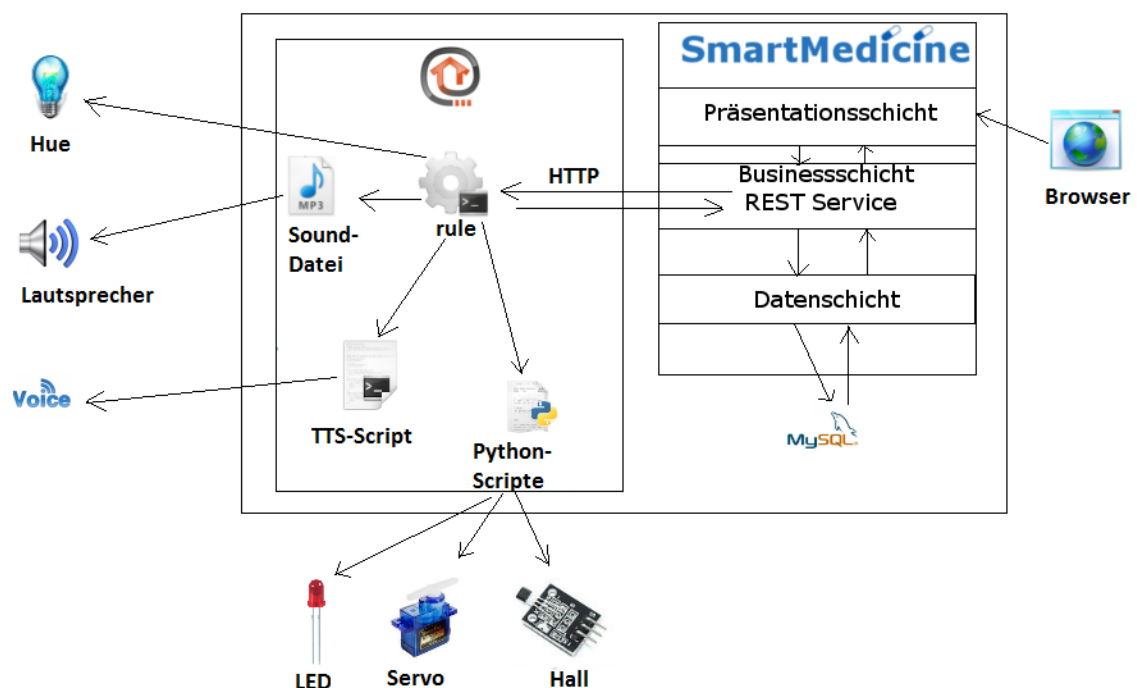 SmartMedicine
Präsentationsschicht
Hue
MP3
>_
rule
HTTP
Businessschicht
REST Service
Browser
Sound-
Datei
Lautsprecher
Datenschicht
Voice
>_
TTS-Script
Python-
Scripte
MySQL®
LED
Servo
Hall